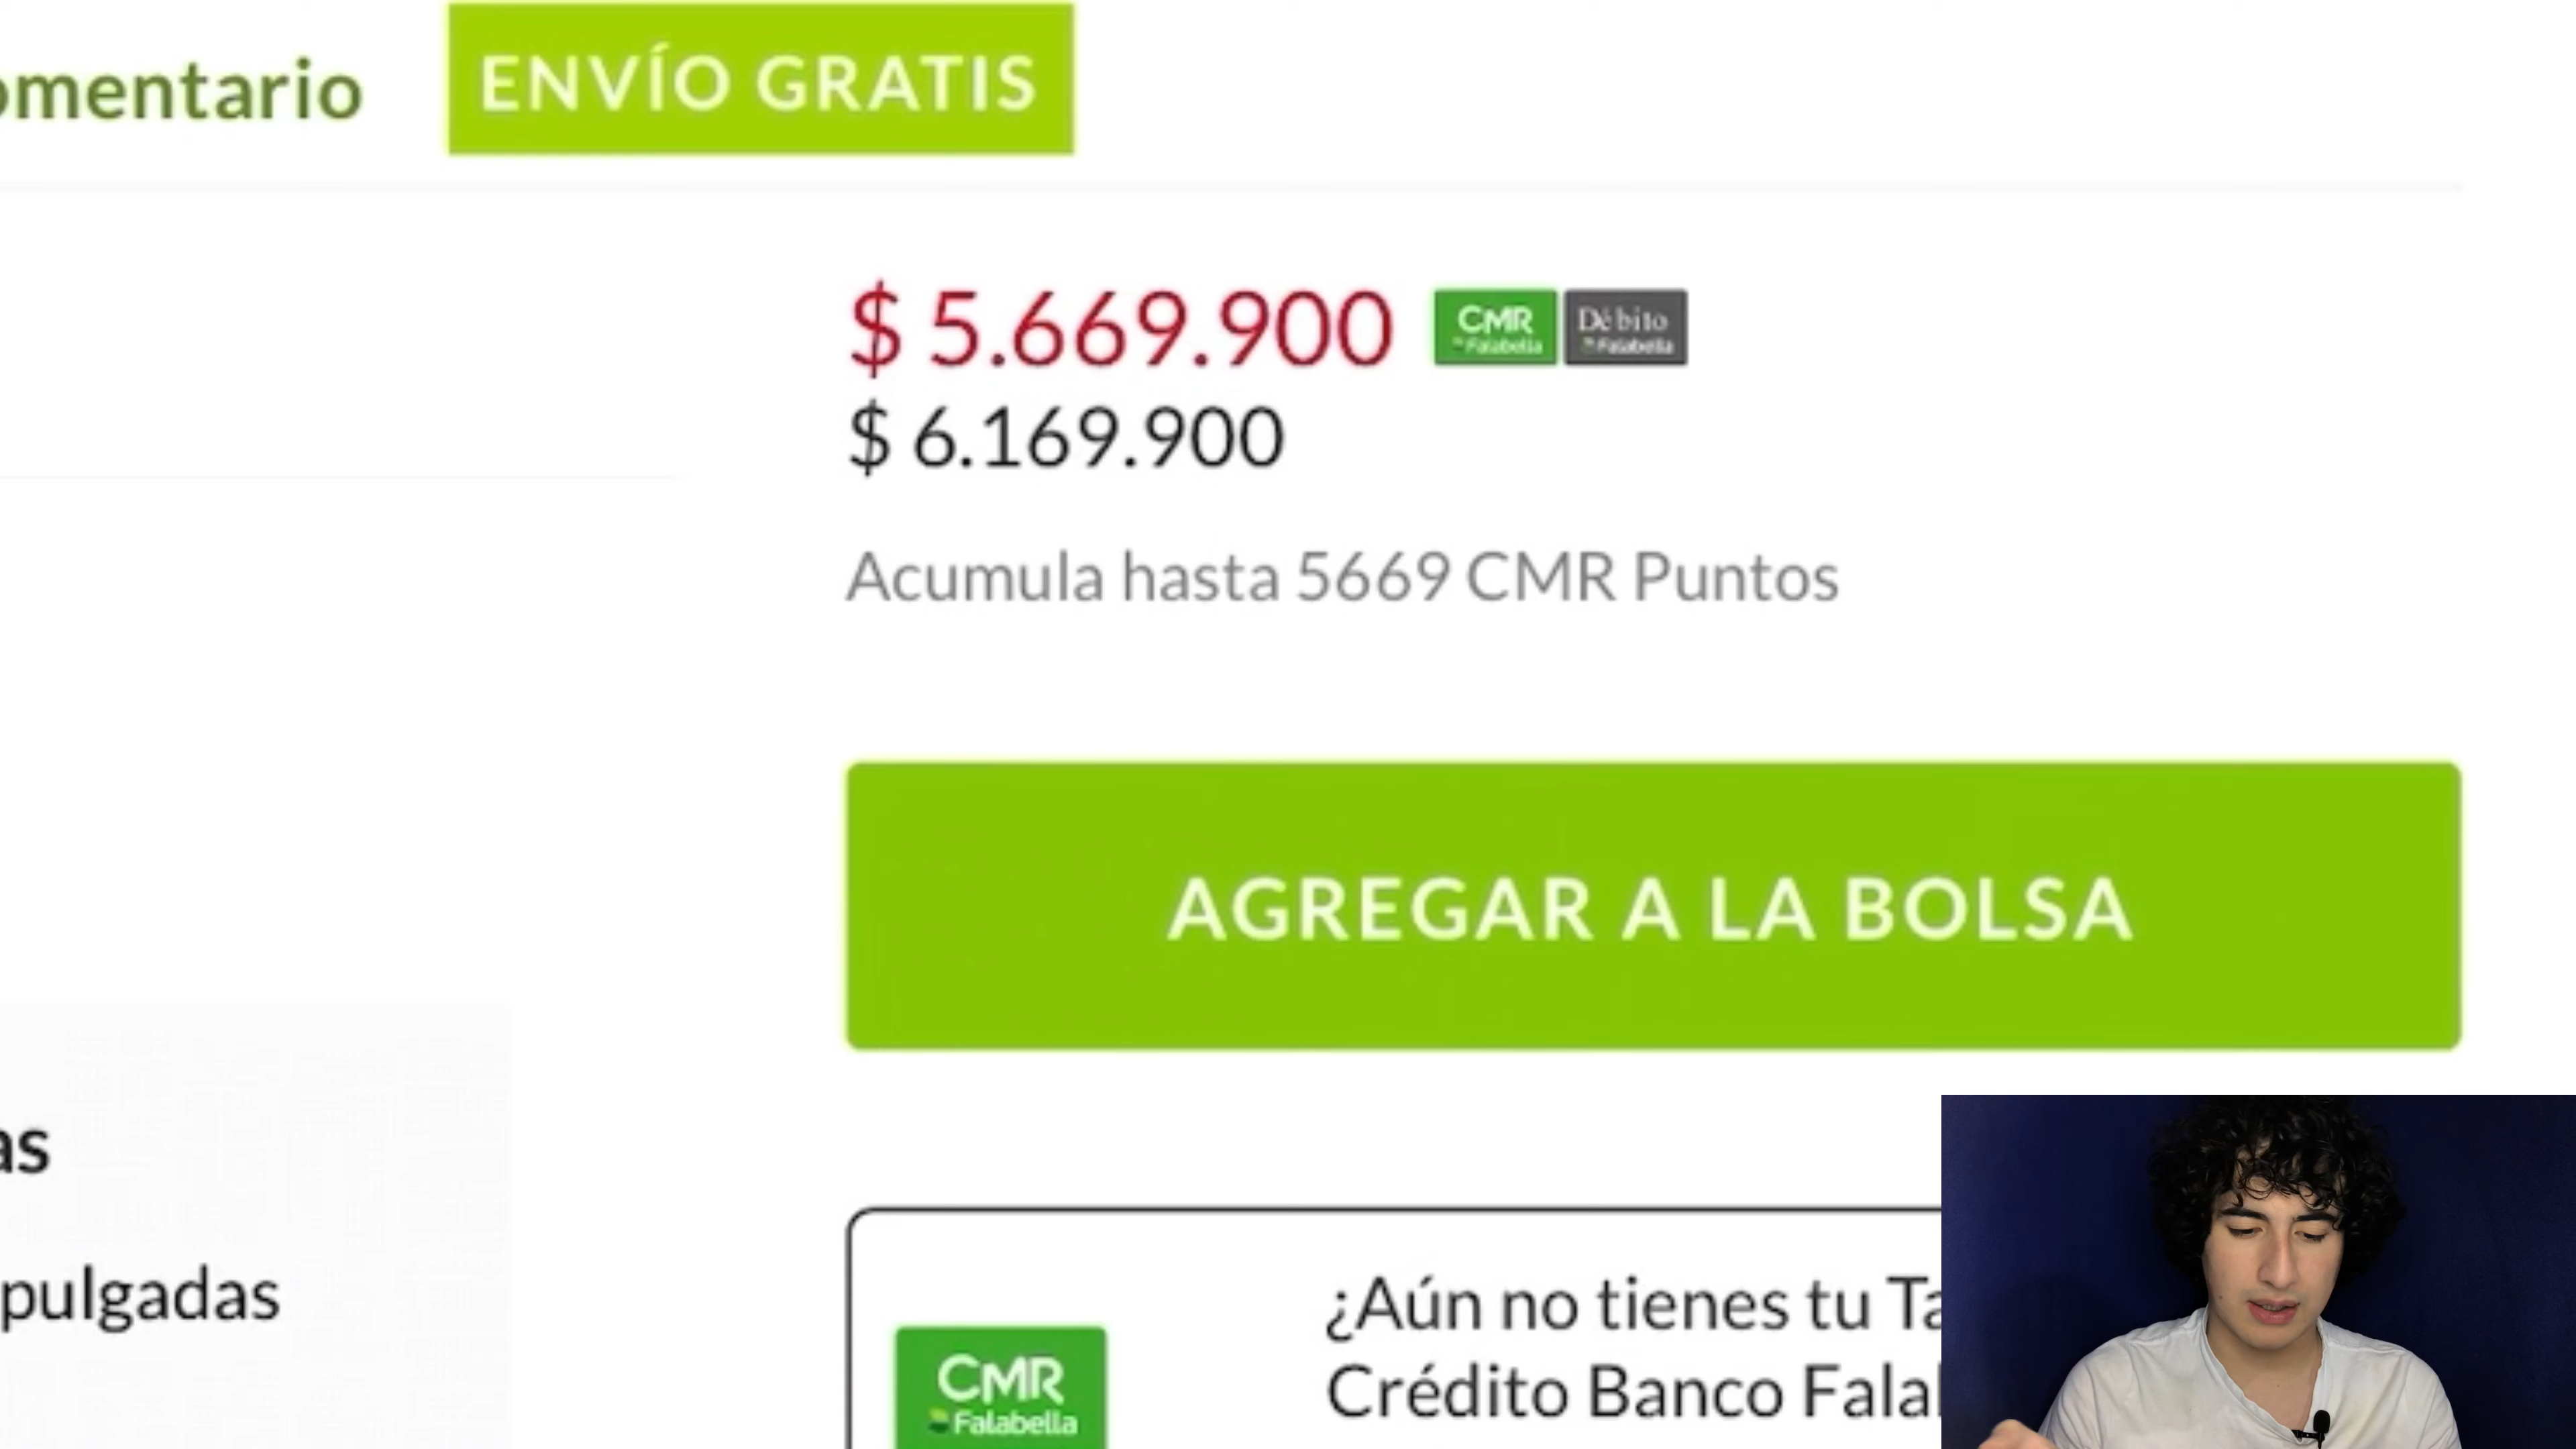 omentario
ENVÍO GRATIS
$ 5.669.900
CMR
Falabella
Débito
Falabella
$ 6.169.900
Acumula hasta 5669 CMR Puntos
AGREGAR A LA BOLSA
as
pulgadas
¿Aún no tienes tu Ta
Crédito Banco Falal
CMR
Falabella